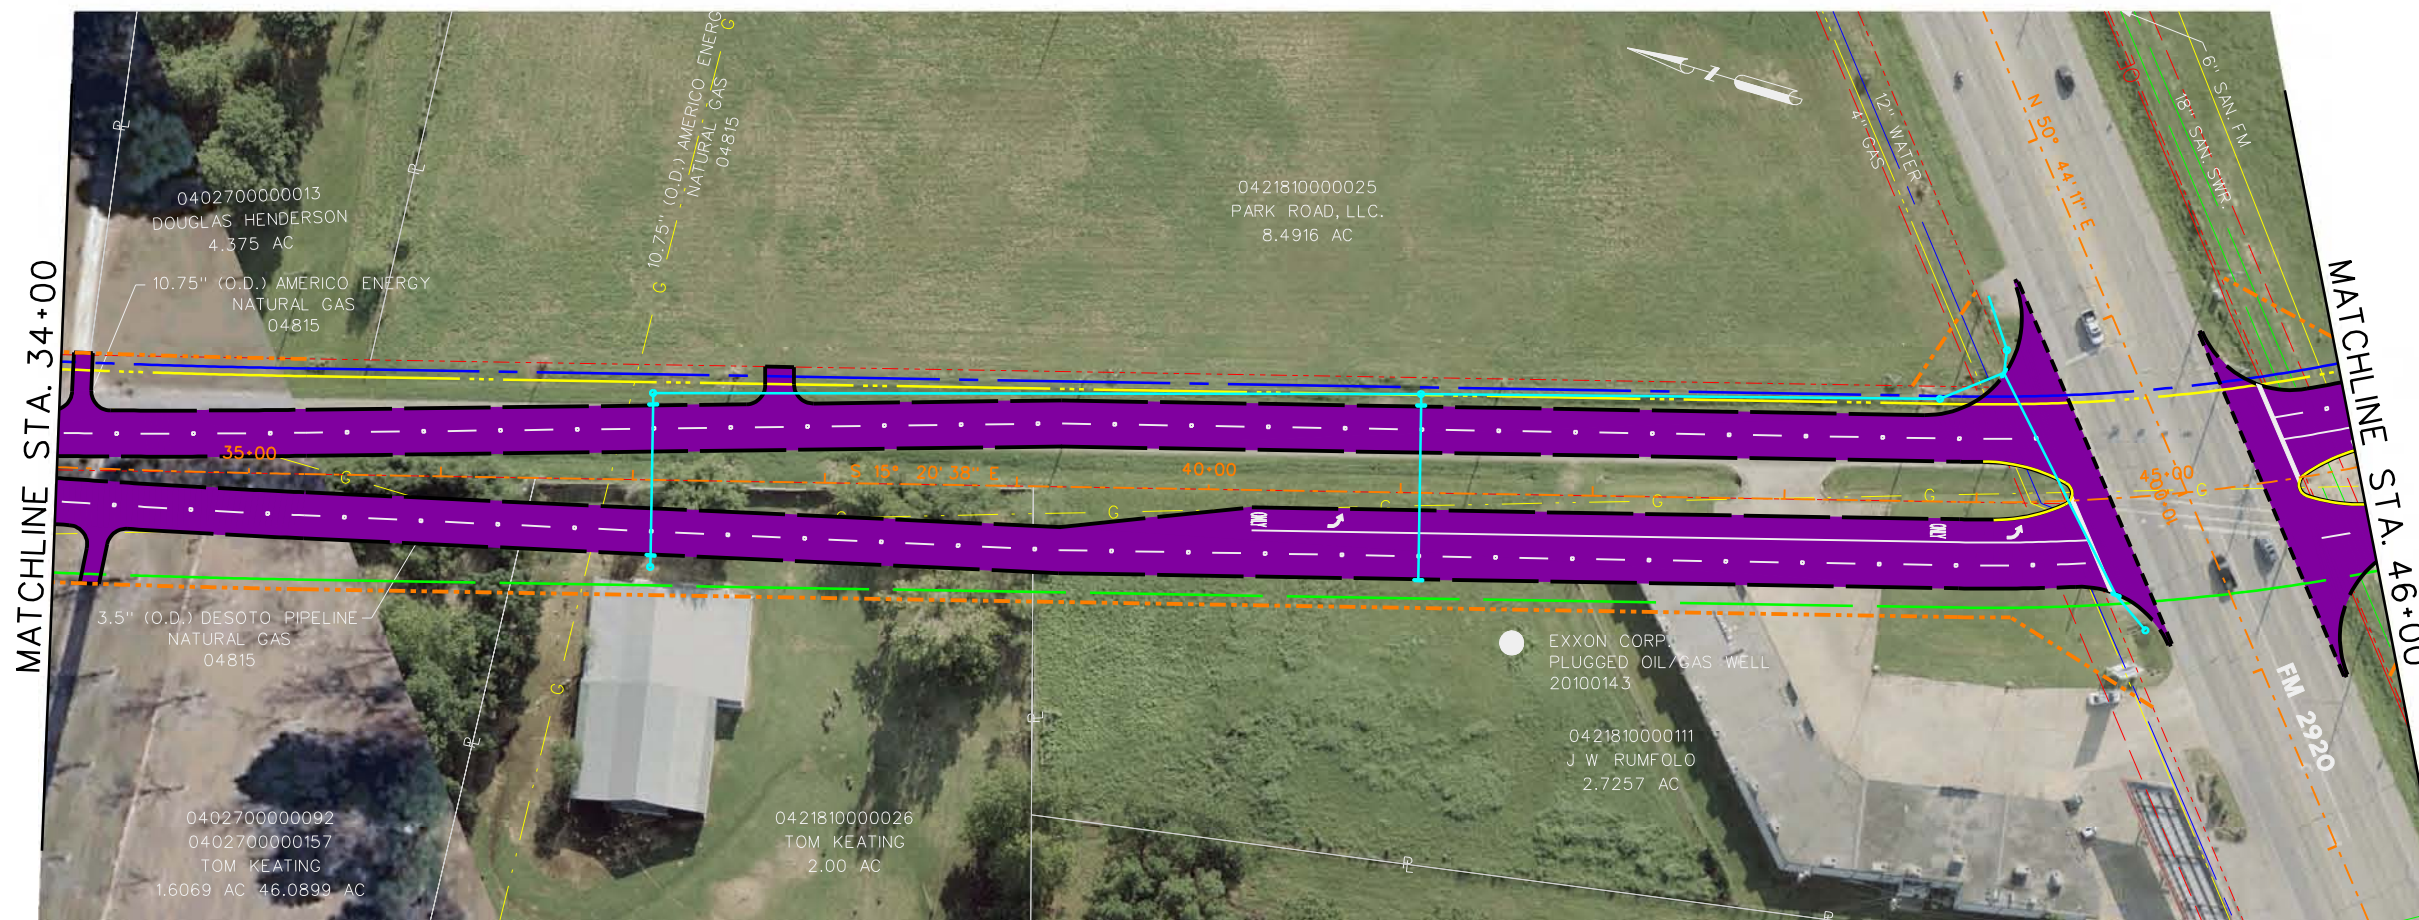 MATCHLINE STA. 34+00
0402700000013
DOUGLAS HENDERSON
4.375 AC
10.75" (O.D.) AMERICO ENERGY
NATURAL GAS
04815
10.75" (O.D.) AMERICO ENERG
NATURAL GAS
04815
G
G
0421810000025
PARK ROAD, LLC.
8.4916 AC
12" WATER
4" GAS
N 50° 44' 11" E
18" SAN. SWR.
6" SAN. FM
MATCHLINE STA. 46+00
35+00
S 15° 20' 38" E
40+00
45+00
G
G
G
G
G
G
ONLY
ONLY
3.5" (O.D.) DESOTO PIPELINE
NATURAL GAS
04815
G
EXXON CORP.
PLUGGED OIL/GAS WELL
20100143
0421810000111
J W RUMFOLO
2.7257 AC
FM 2920
0402700000092
0402700000157
TOM KEATING
1.6069 AC 46.0899 AC
0421810000026
TOM KEATING
2.00 AC